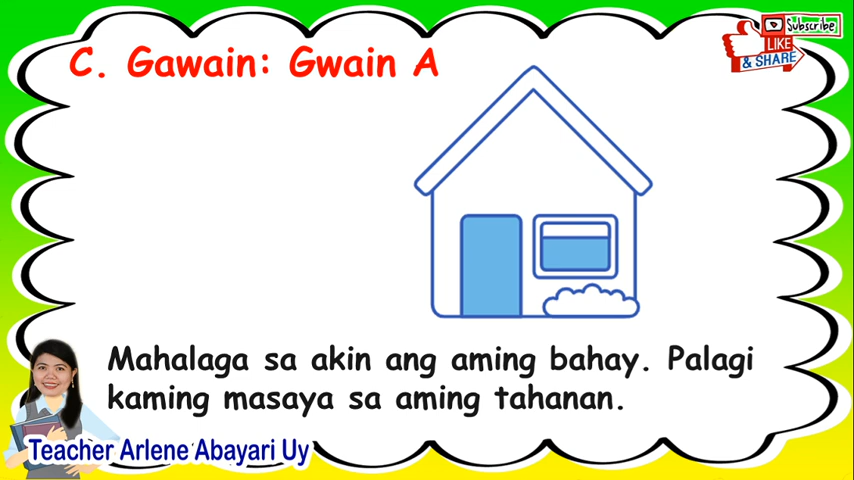 C. Gawain: Gwain A
Subscribe
LIKE
& SHARE
Mahalaga sa akin ang aming bahay. Palagi
kaming masaya sa aming tahanan.
Teacher Arlene Abayari Uy